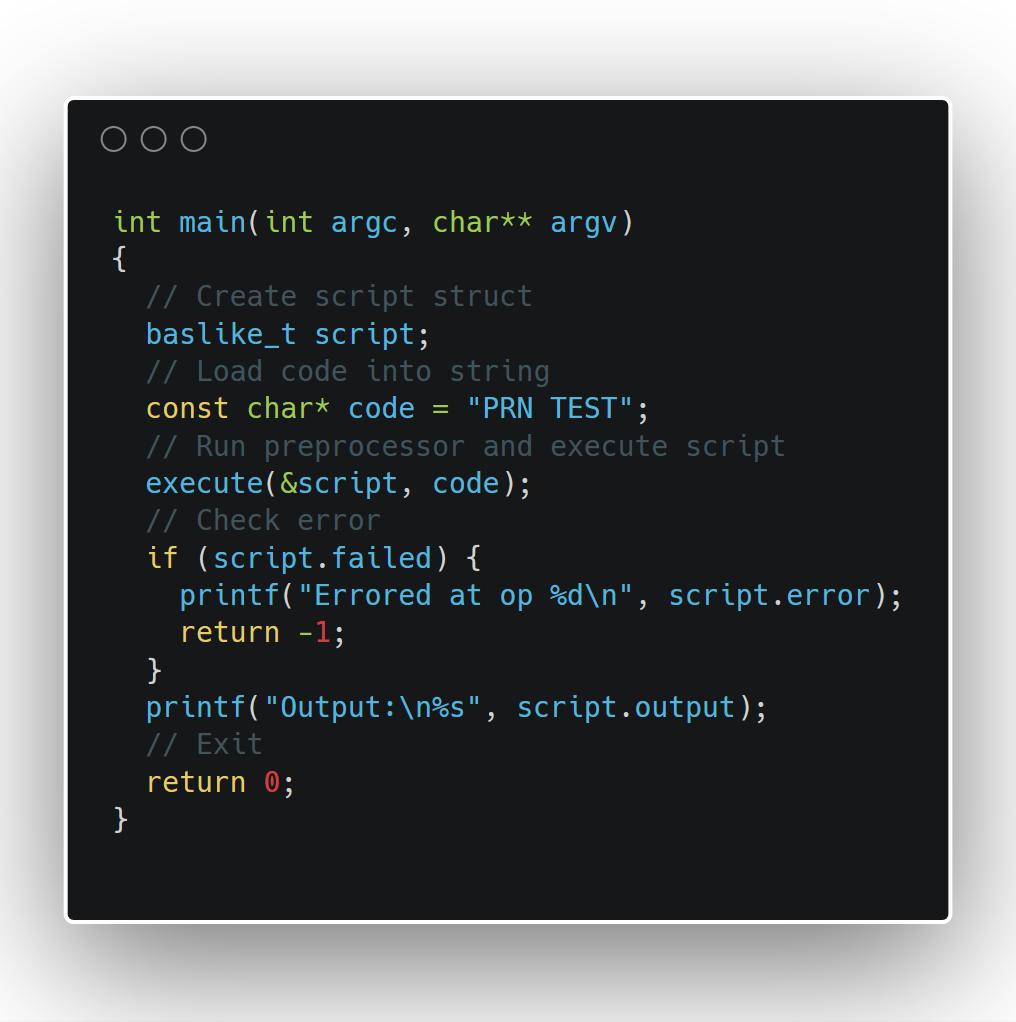 int main(int argc, char** argv)
{
  // Create script struct
  baslike_t script;
  // Load code into string
  const char* code = "PRN TEST";
  // Run preprocessor and execute script
  execute(&script, code);
  // Check error
  if (script.failed) {
    printf("Errored at op %d\n", script.error);
    return -1;
  }
  printf("Output:\n%s", script.output);
  // Exit
  return 0;
}